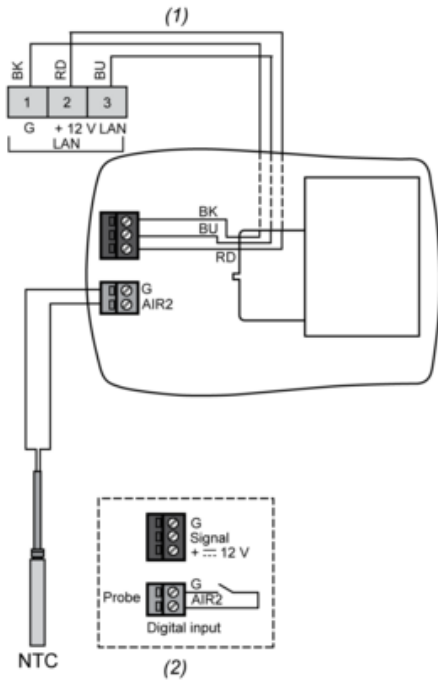 (1)
BK
RD
BU
1 2 3
G + 12 V LAN
LAN
BK
BU
RD
G
AIR2
G
Signal
+ ⎓ 12 V
Probe
G
AIR2
Digital input
NTC
(2)